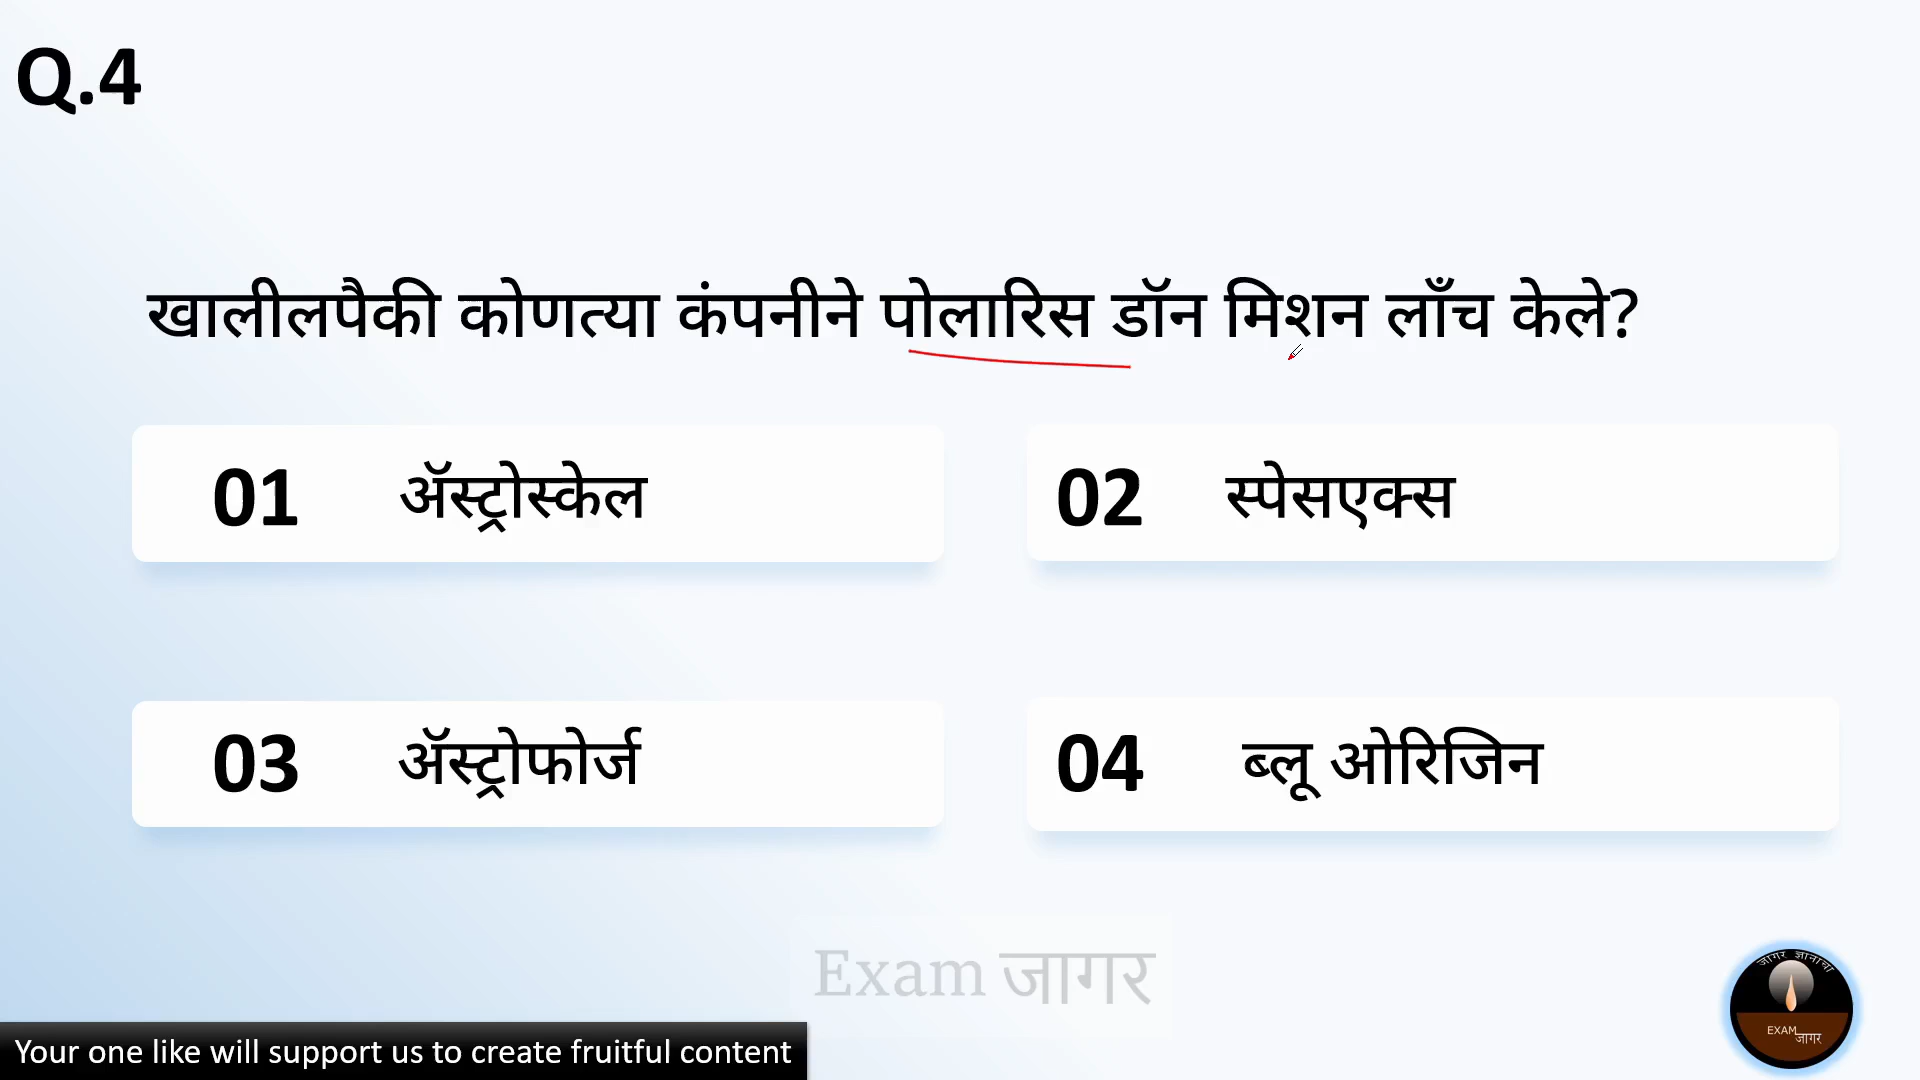 Q.4
खालीलपैकी कोणत्या कंपनीने पोलारिस डॉन मिशन लाँच केले?
01 ॲस्ट्रोस्केल
02 स्पेसएक्स
03 ॲस्ट्रोफोर्ज
04 ब्लू ओरिजिन
Exam जागर
जागर ज्ञानाचा
EXAM जागर
Your one like will support us to create fruitful content